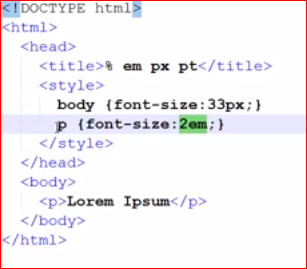 <!DOCTYPE html>
<html>
<head>
<title>% em px pt</title>
<style>
body {font-size:33px;}
p {font-size:2em;}
</style>
</head>
<body>
<p>Lorem Ipsum</p>
</body>
</html>